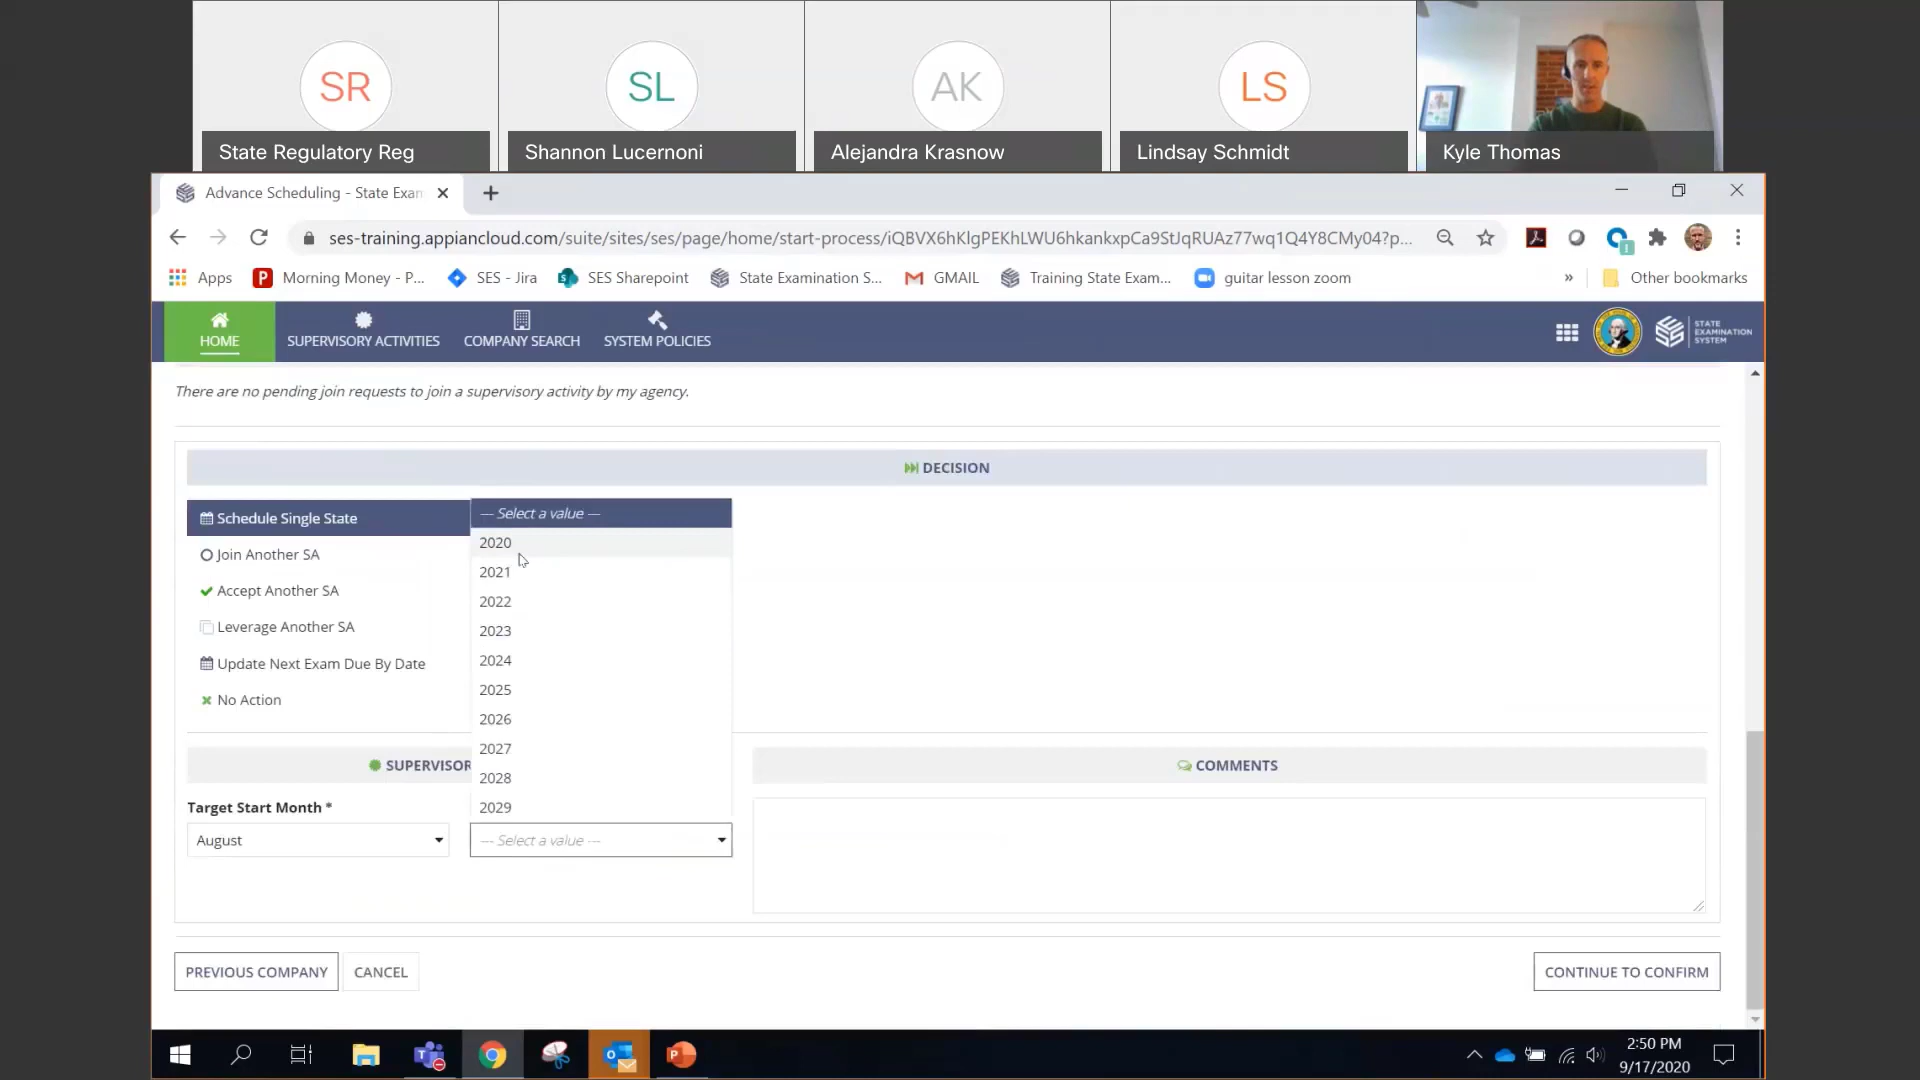 SR
SL
AK
LS
State Regulatory Reg
Shannon Lucernoni
Alejandra Krasnow
Lindsay Schmidt
Kyle Thomas
Advance Scheduling - State Exam
ses-training.appiancloud.com/suite/sites/ses/page/home/start-process/iQBVX6hKlgPEKhLWU6hkankxpCa9StJqRUAz77wq1Q4Y8CMy04?p...
Apps
Morning Money - P...
SES - Jira
SES Sharepoint
State Examination S...
GMAIL
Training State Exam...
guitar lesson zoom
»
Other bookmarks
HOME
SUPERVISORY ACTIVITIES
COMPANY SEARCH
SYSTEM POLICIES
STATE
EXAMINATION
SYSTEM
There are no pending join requests to join a supervisory activity by my agency.
DECISION
Schedule Single State
Join Another SA
Accept Another SA
Leverage Another SA
Update Next Exam Due By Date
No Action
--- Select a value ---
2020
2021
2022
2023
2024
2025
2026
2027
2028
2029
SUPERVISOR
COMMENTS
Target Start Month *
August
--- Select a value ---
PREVIOUS COMPANY
CANCEL
CONTINUE TO CONFIRM
2:50 PM
9/17/2020